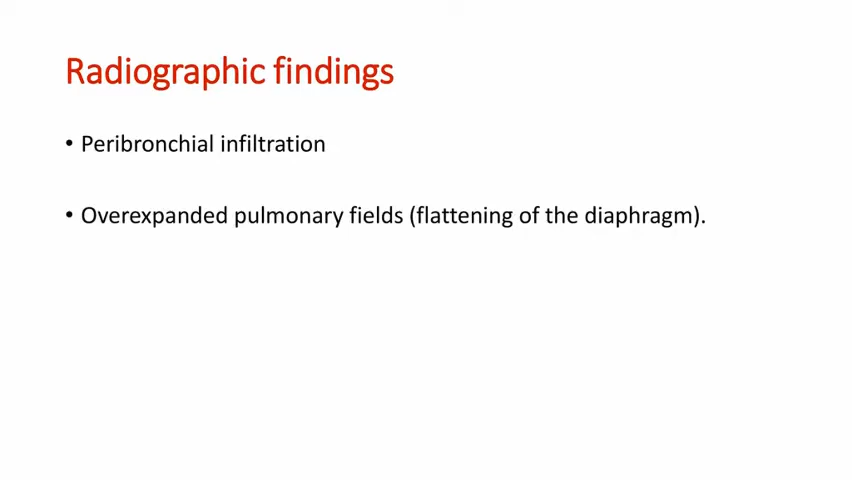 Radiographic findings
• Peribronchial infiltration
• Overexpanded pulmonary fields (flattening of the diaphragm).